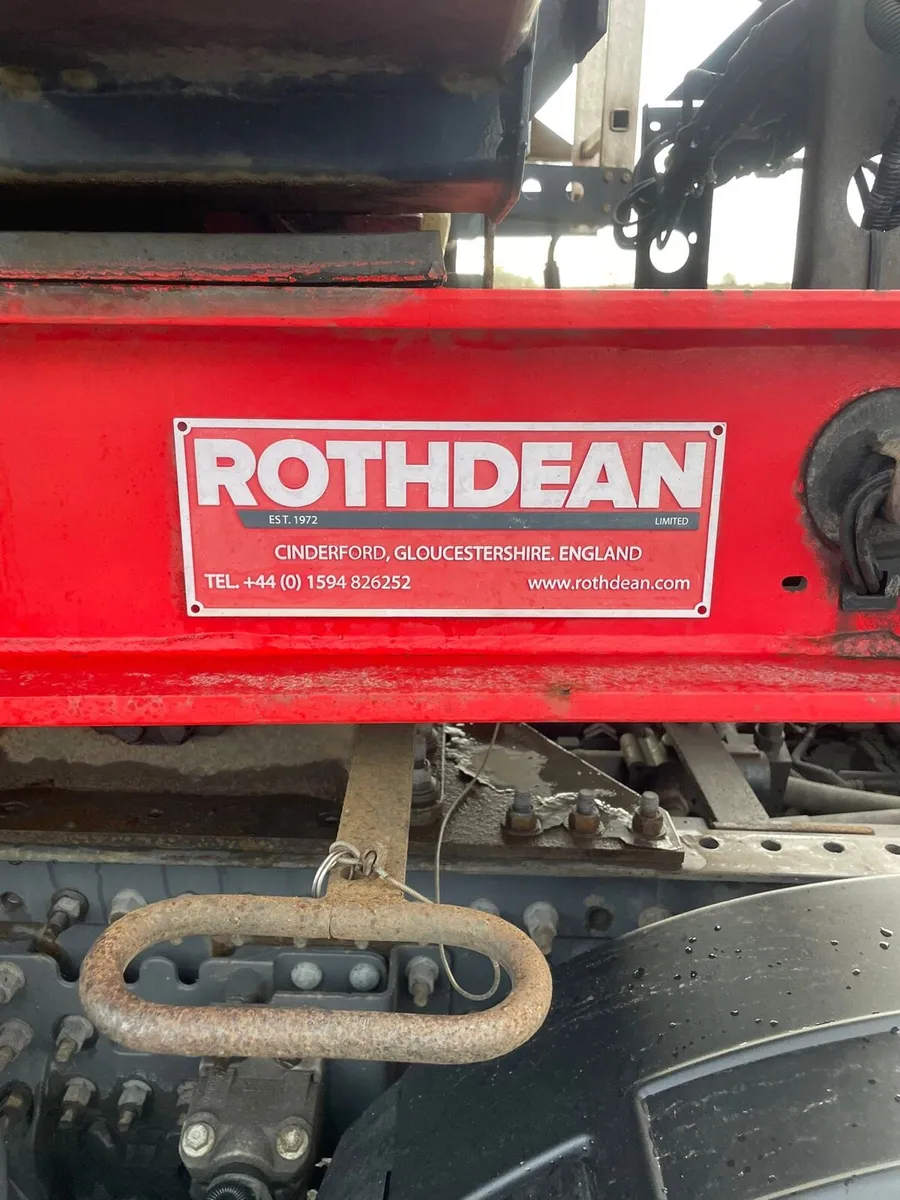 ROTHDEAN
EST. 1972 LIMITED
CINDERFORD, GLOUCESTERSHIRE. ENGLAND
TEL. +44 (0) 1594 826252 www.rothdean.com